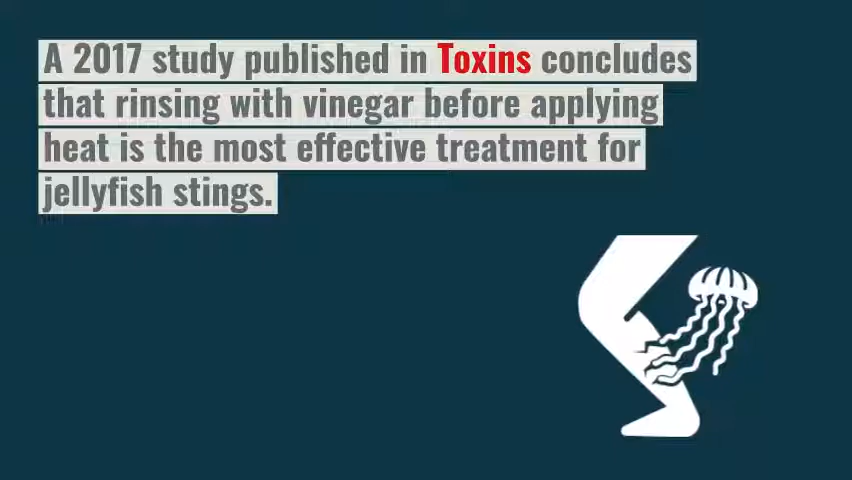 A 2017 study published in Toxins concludes
that rinsing with vinegar before applying
heat is the most effective treatment for
jellyfish stings.